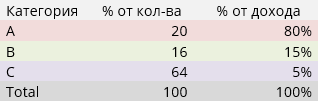 Категория % от кол-ва % от дохода
A 20 80%
B 16 15%
C 64 5%
Total 100 100%